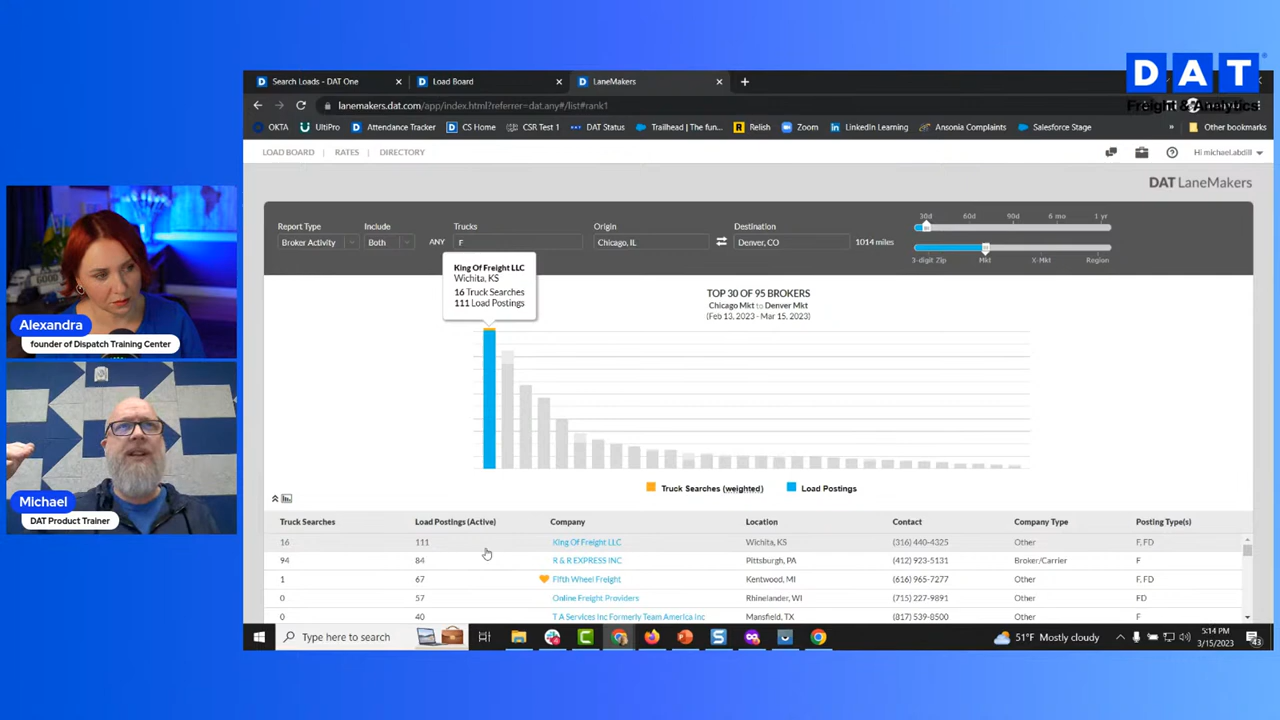 DAT
Freight & Analytics
Search Loads - DAT One
Load Board
LaneMakers
lanemakers.dat.com/app/index.html?referrer=dat.any#/list#rank1
OKTA
UltiPro
Attendance Tracker
CS Home
CSR Test 1
DAT Status
Trailhead | The fun...
Relish
Zoom
LinkedIn Learning
Ansonia Complaints
Salesforce Stage
Other bookmarks
LOAD BOARD
RATES
DIRECTORY
Hi michael.abdill
DAT LaneMakers
Report Type
Include
Trucks
Origin
Destination
30d 60d 90d 6 mo 1 yr
Broker Activity
Both
ANY
F
Chicago, IL
Denver, CO
1014 miles
3-digit Zip Mkt X-Mkt Region
King Of Freight LLC
Wichita, KS
16 Truck Searches
111 Load Postings
TOP 30 OF 95 BROKERS
Chicago Mkt to Denver Mkt
(Feb 13, 2023 - Mar 15, 2023)
Truck Searches (weighted)
Load Postings
Truck Searches Load Postings (Active) Company Location Contact Company Type Posting Type(s)
16 111 King Of Freight LLC Wichita, KS (316) 440-4325 Other F, FD
94 84 R & R EXPRESS INC Pittsburgh, PA (412) 923-5131 Broker/Carrier F
1 67 Fifth Wheel Freight Kentwood, MI (616) 965-7277 Other F, FD
0 57 Online Freight Providers Rhinelander, WI (715) 227-9891 Other FD
0 40 T A Services Inc Formerly Team America Inc Mansfield, TX (817) 539-8500 Other F
Alexandra
founder of Dispatch Training Center
Michael
DAT Product Trainer
Type here to search
51°F Mostly cloudy
5:14 PM
3/15/2023